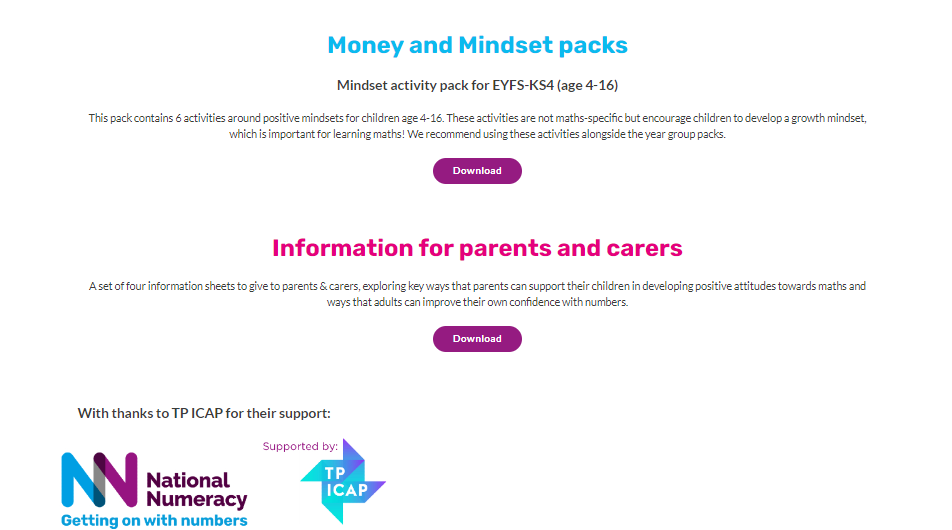 Money and Mindset packs
Mindset activity pack for EYFS-KS4 (age 4-16)
This pack contains 6 activities around positive mindsets for children age 4-16. These activities are not maths-specific but encourage children to develop a growth mindset,
which is important for learning maths! We recommend using these activities alongside the year group packs.
Download
Information for parents and carers
A set of four information sheets to give to parents & carers, exploring key ways that parents can support their children in developing positive attitudes towards maths and
ways that adults can improve their own confidence with numbers.
Download
With thanks to TP ICAP for their support:
NN
National
Numeracy
Getting on with numbers
Supported by:
TP
ICAP